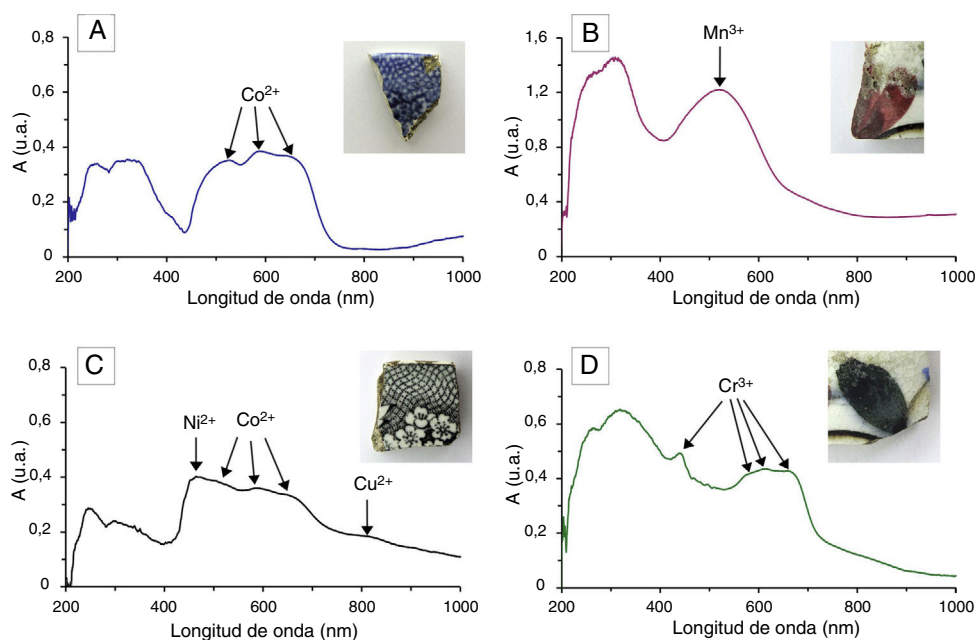 A
0,8
0,6
0,4
0,2
0
A (u.a.)
Co2+
200 400 600 800 1000
Longitud de onda (nm)
B
1,6
1,2
0,8
0,4
0
A (u.a.)
Mn3+
200 400 600 800 1000
Longitud de onda (nm)
C
0,8
0,6
0,4
0,2
0
A (u.a.)
Ni2+ Co2+
Cu2+
200 400 600 800 1000
Longitud de onda (nm)
D
0,8
0,6
0,4
0,2
0
A (u.a.)
Cr3+
200 400 600 800 1000
Longitud de onda (nm)